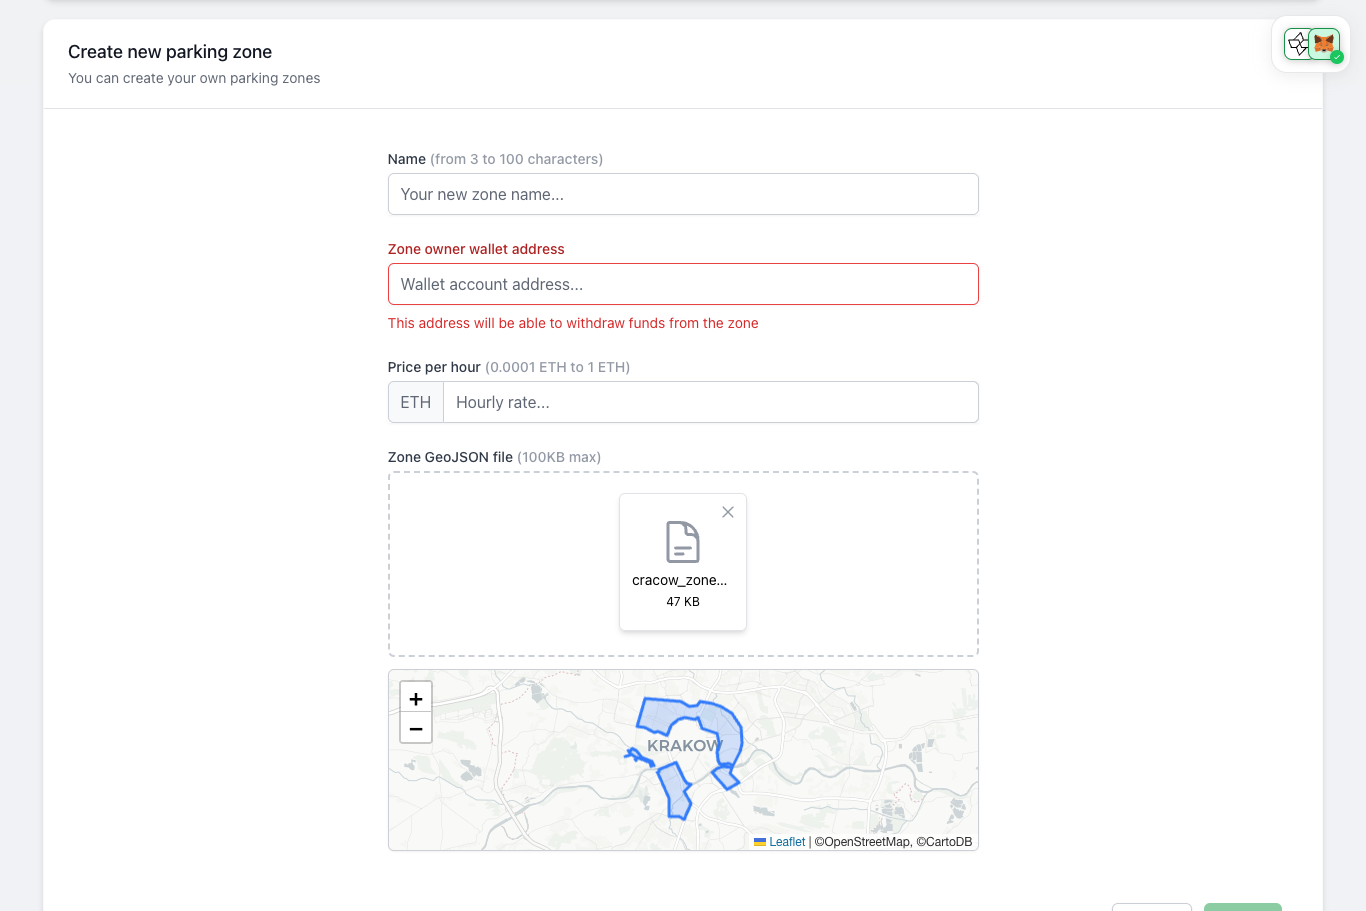 Create new parking zone
You can create your own parking zones
Name (from 3 to 100 characters)
Your new zone name...
Zone owner wallet address
Wallet account address...
This address will be able to withdraw funds from the zone
Price per hour (0.0001 ETH to 1 ETH)
ETH Hourly rate...
Zone GeoJSON file (100KB max)
cracow_zone...
47 KB
+
−
KRAKOW
Leaflet | ©OpenStreetMap, ©CartoDB